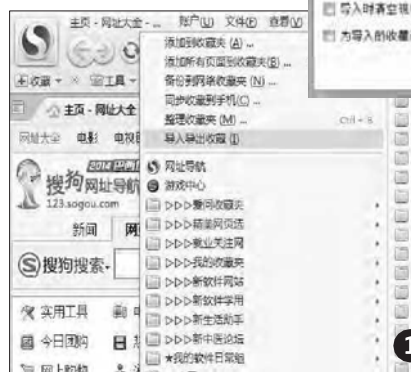 导入时清空现
为导入的收藏
主页 - 网址大全 - ... 账户(U) 文件(F) 查看(V)
添加到收藏夹 (A) ...
添加所有页面到收藏夹(B) ...
备份到网络收藏夹 (N) ...
同步收藏到手机(C) ...
整理收藏夹 (M) ... Ctrl + B
导入导出收藏 (I)
收藏 工具
主页 - 网址大全
网址大全 电影 电视
搜狗网址导航
123.sogou.com
2014
新闻 网
搜狗搜索
实用工具
今日团购
网上购物
网址导航
游戏中心
▷▷▷爱问收藏夹
▷▷▷精美网页选
▷▷▷就业关注网
▷▷▷我的收藏夹
▷▷▷新软件网站
▷▷▷新软件学用
▷▷▷新生活助手
▷▷▷新中医论坛
★我的软件日常组
1